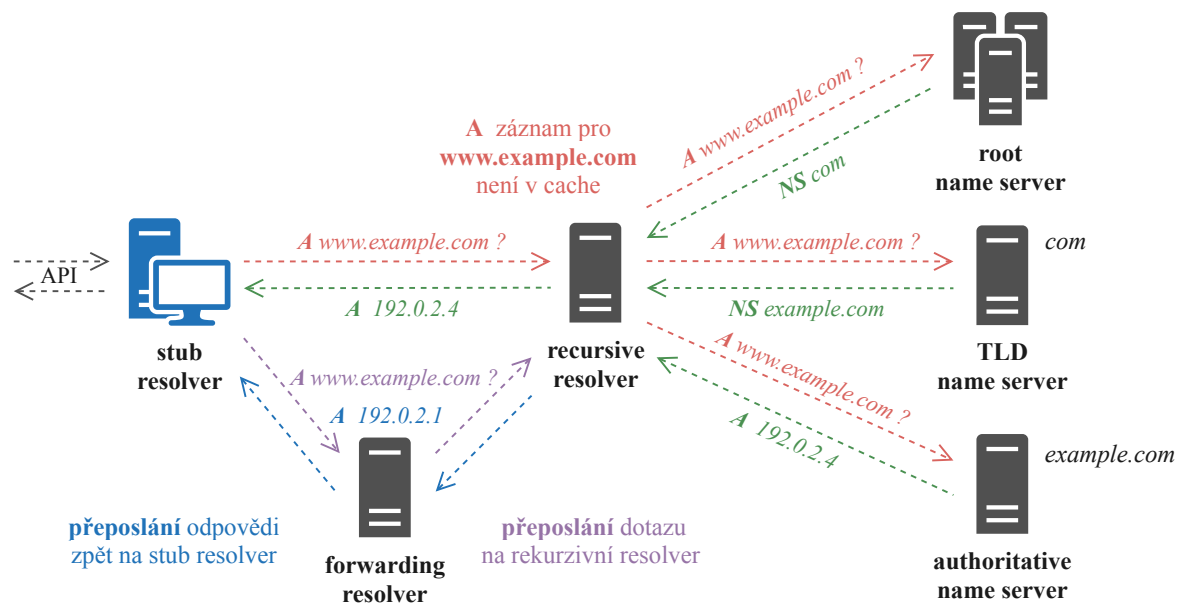 A www.example.com ?
NS com
root
name server
A záznam pro
www.example.com
není v cache
API
stub
resolver
A www.example.com ?
A 192.0.2.4
recursive
resolver
A www.example.com ?
NS example.com
com
TLD
name server
A www.example.com ?
A 192.0.2.1
A www.example.com ?
A 192.0.2.4
example.com
authoritative
name server
přeposlání odpovědi
zpět na stub resolver
forwarding
resolver
přeposlání dotazu
na rekurzivní resolver